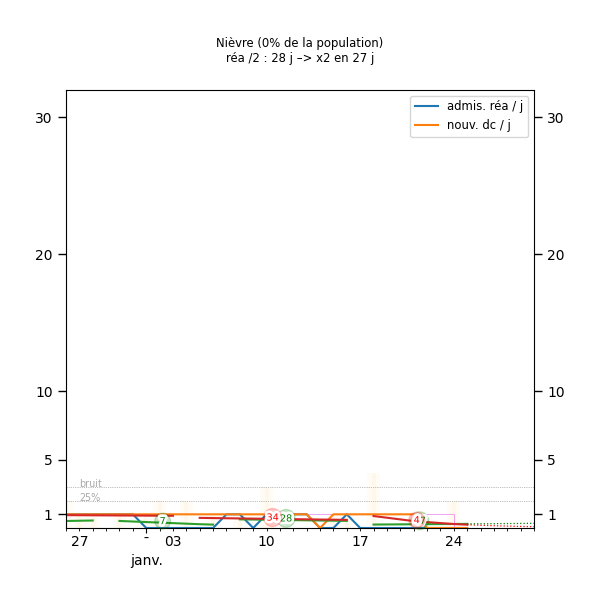 Nièvre (0% de la population)
réa /2 : 28 j –> x2 en 27 j
admis. réa / j
nouv. dc / j
30 30
20 20
10 10
5 5
bruit
25%
1 7 34 28 47 1
27 - 03 10 17 24
janv.